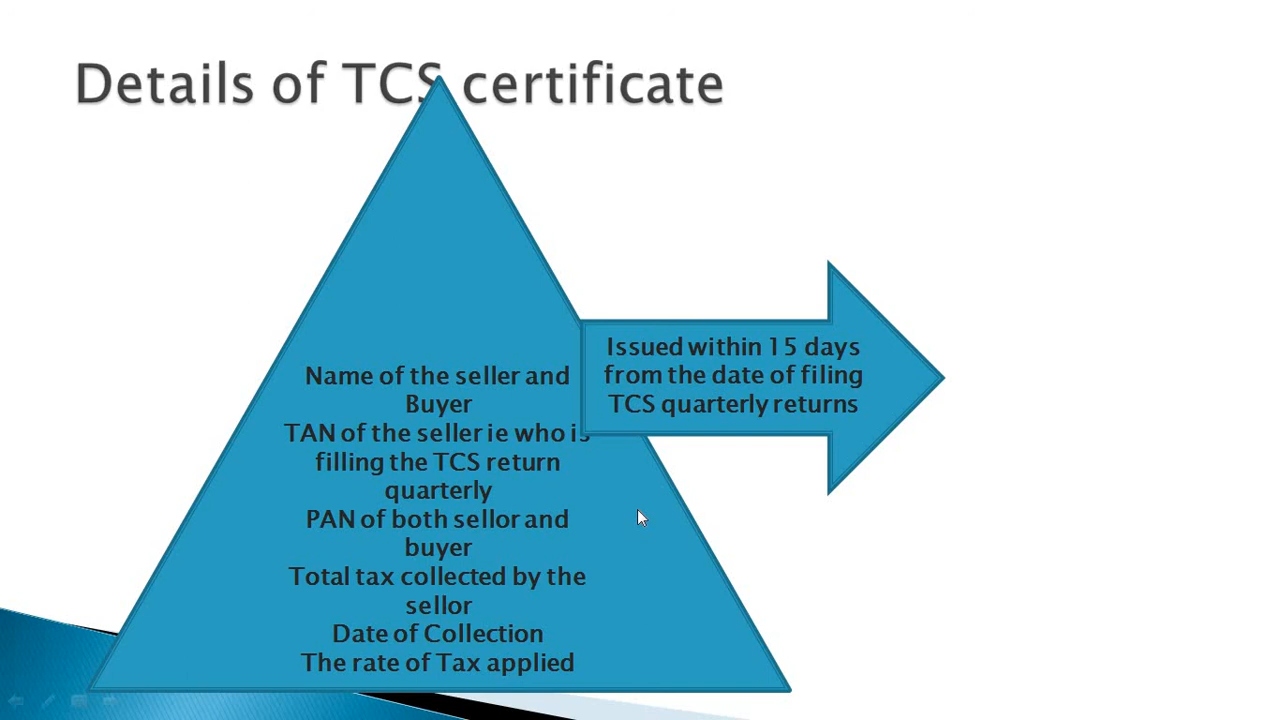 Details of TCS certificate
Name of the seller and
Buyer
TAN of the seller ie who is
filling the TCS return
quarterly
PAN of both sellor and
buyer
Total tax collected by the
sellor
Date of Collection
The rate of Tax applied
Issued within 15 days
from the date of filing
TCS quarterly returns